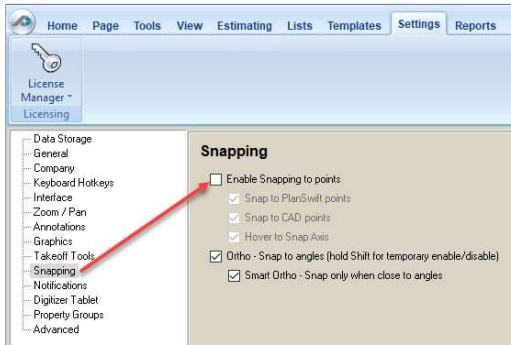 Home Page Tools View Estimating Lists Templates Settings Reports
License
Manager
Licensing
Data Storage
General
Company
Keyboard Hotkeys
Interface
Zoom / Pan
Annotations
Graphics
Takeoff Tools
Snapping
Notifications
Digitizer Tablet
Property Groups
Advanced
Snapping
Enable Snapping to points
Snap to PlanSwift points
Snap to CAD points
Hover to Snap Axis
Ortho - Snap to angles (hold Shift for temporary enable/disable)
Smart Ortho - Snap only when close to angles